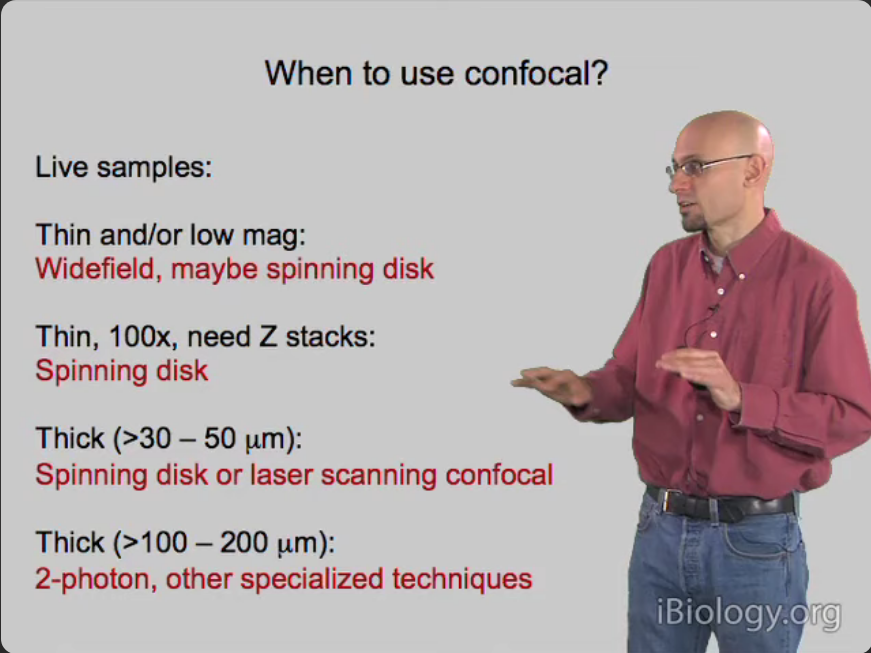 When to use confocal?
Live samples:
Thin and/or low mag:
Widefield, maybe spinning disk
Thin, 100x, need Z stacks:
Spinning disk
Thick (>30 – 50 μm):
Spinning disk or laser scanning confocal
Thick (>100 – 200 μm):
2-photon, other specialized techniques
iBiology.org